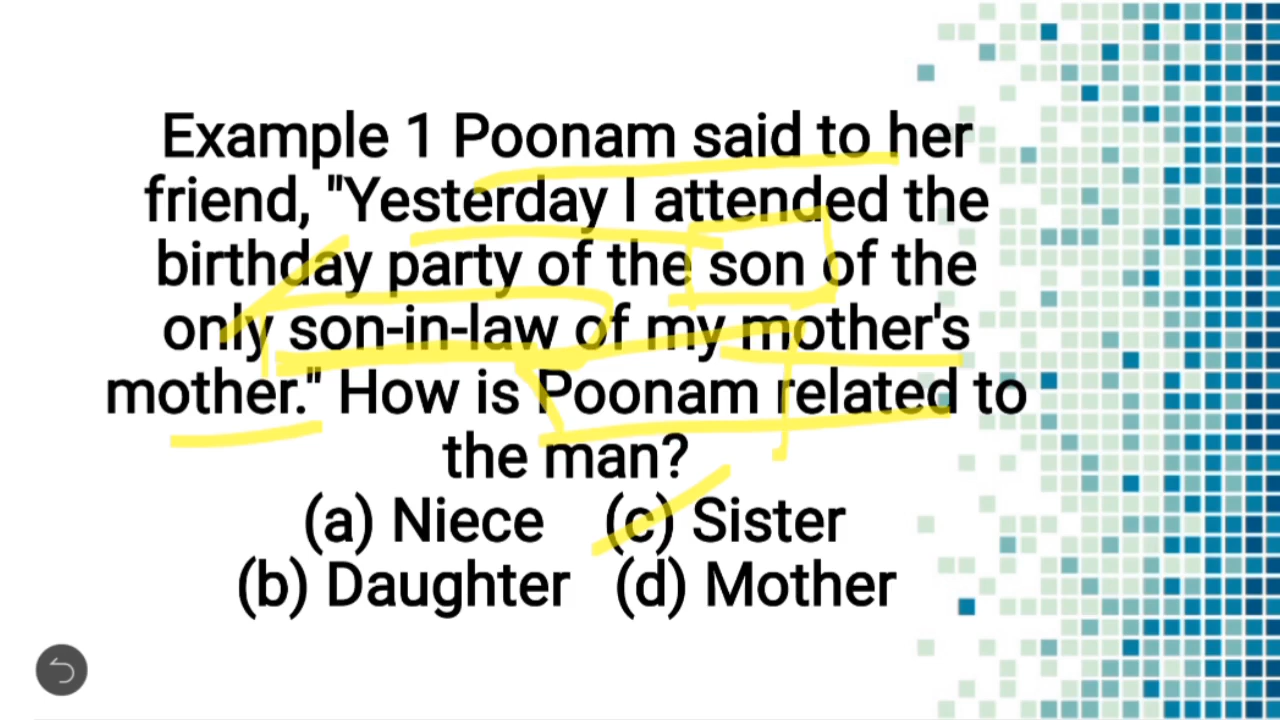 Example 1 Poonam said to her
friend, "Yesterday I attended the
birthday party of the son of the
only son-in-law of my mother's
mother." How is Poonam related to
the man?
(a) Niece (c) Sister
(b) Daughter (d) Mother